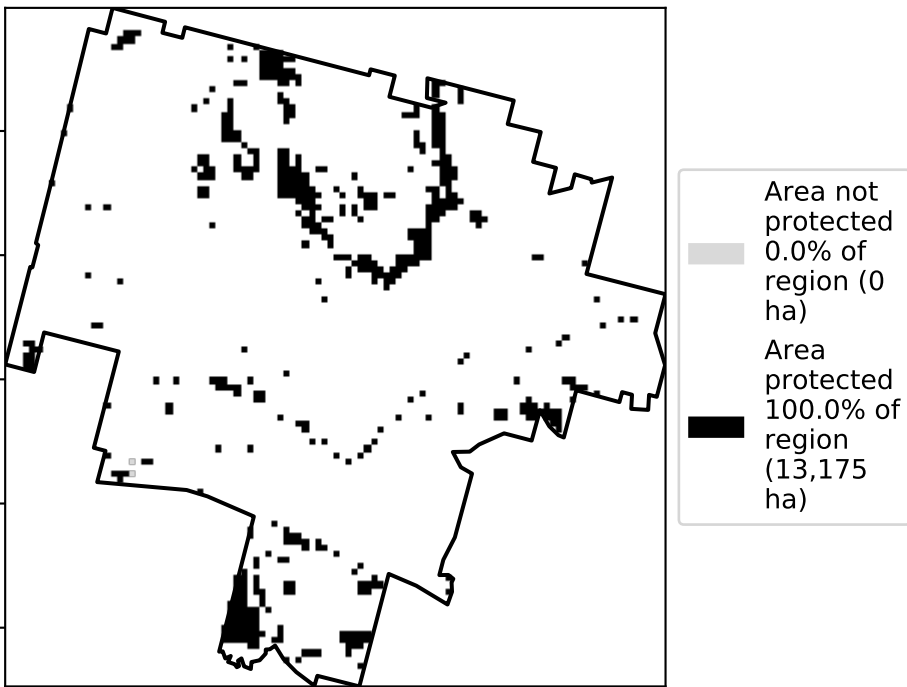 Area not
protected
0.0% of
region (0
ha)
Area
protected
100.0% of
region
(13,175
ha)